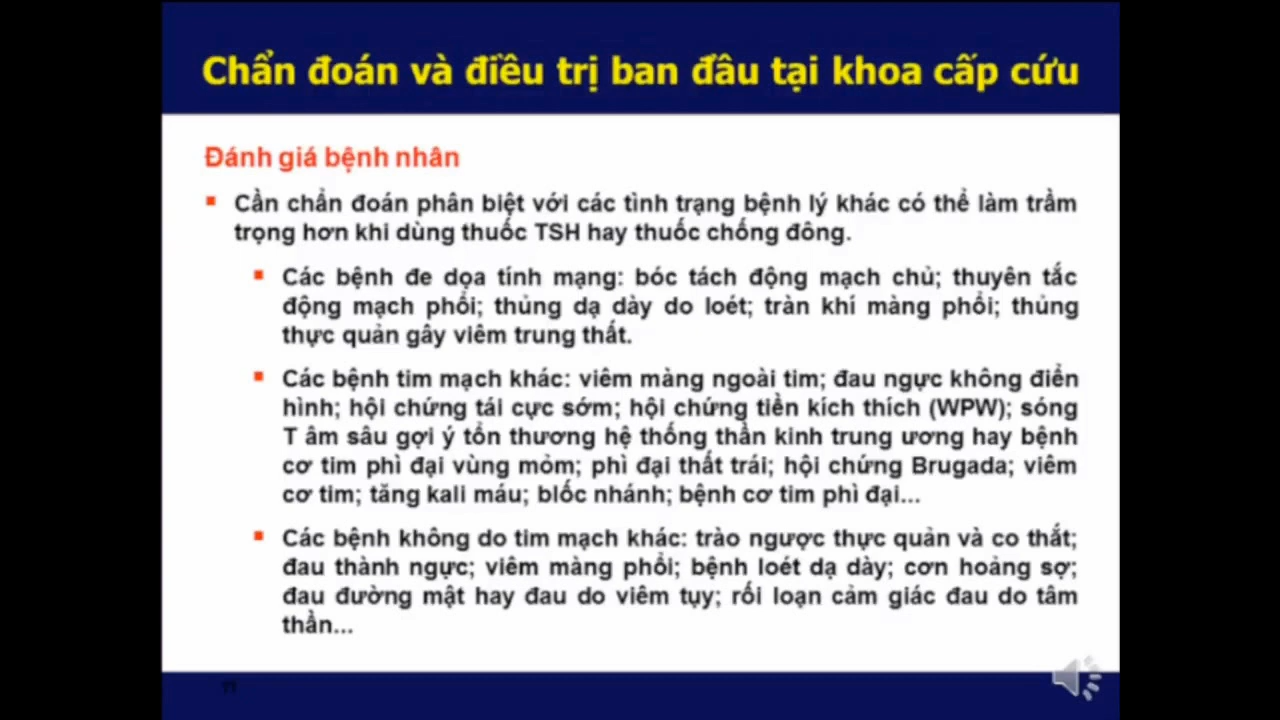 Chẩn đoán và điều trị ban đầu tại khoa cấp cứu
Đánh giá bệnh nhân
Cần chẩn đoán phân biệt với các tình trạng bệnh lý khác có thể làm trầm
trọng hơn khi dùng thuốc TSH hay thuốc chống đông.
Các bệnh đe dọa tính mạng: bóc tách động mạch chủ; thuyên tắc
động mạch phổi; thủng dạ dày do loét; tràn khí màng phổi; thủng
thực quản gây viêm trung thất.
Các bệnh tim mạch khác: viêm màng ngoài tim; đau ngực không điển
hình; hội chứng tái cực sớm; hội chứng tiền kích thích (WPW); sóng
T âm sâu gợi ý tổn thương hệ thống thần kinh trung ương hay bệnh
cơ tim phì đại vùng mỏm; phì đại thất trái; hội chứng Brugada; viêm
cơ tim; tăng kali máu; blốc nhánh; bệnh cơ tim phì đại...
Các bệnh không do tim mạch khác: trào ngược thực quản và co thắt;
đau thành ngực; viêm màng phổi; bệnh loét dạ dày; cơn hoảng sợ;
đau đường mật hay đau do viêm tụy; rối loạn cảm giác đau do tâm
thần...
11